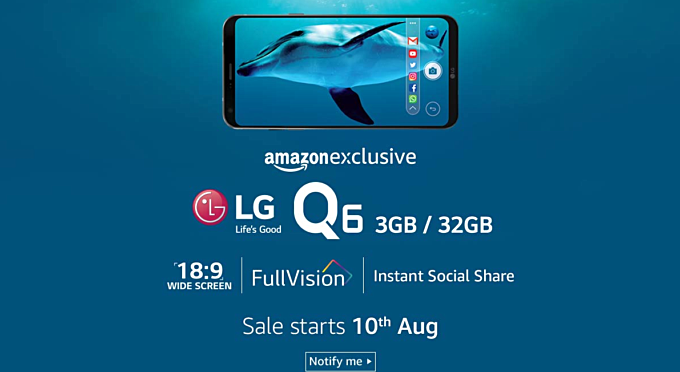 amazonexclusive
LG Q6 3GB / 32GB
Life's Good
18:9 FullVision Instant Social Share
WIDE SCREEN
Sale starts 10th Aug
Notify me